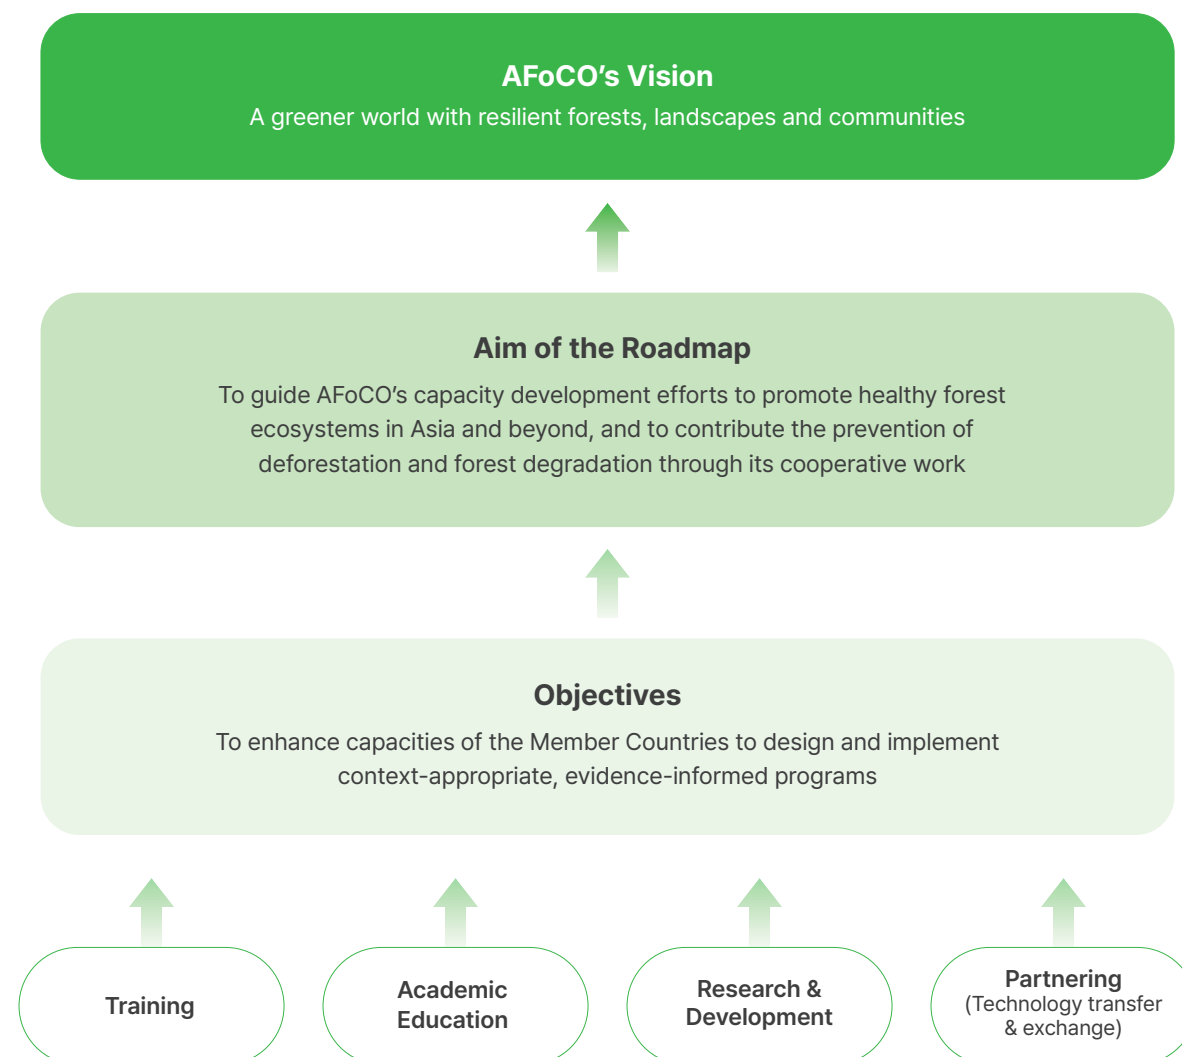 AFoCO’s Vision
A greener world with resilient forests, landscapes and communities
Aim of the Roadmap
To guide AFoCO’s capacity development efforts to promote healthy forest
ecosystems in Asia and beyond, and to contribute the prevention of
deforestation and forest degradation through its cooperative work
Objectives
To enhance capacities of the Member Countries to design and implement
context-appropriate, evidence-informed programs
Training
Academic
Education
Research &
Development
Partnering
(Technology transfer
& exchange)